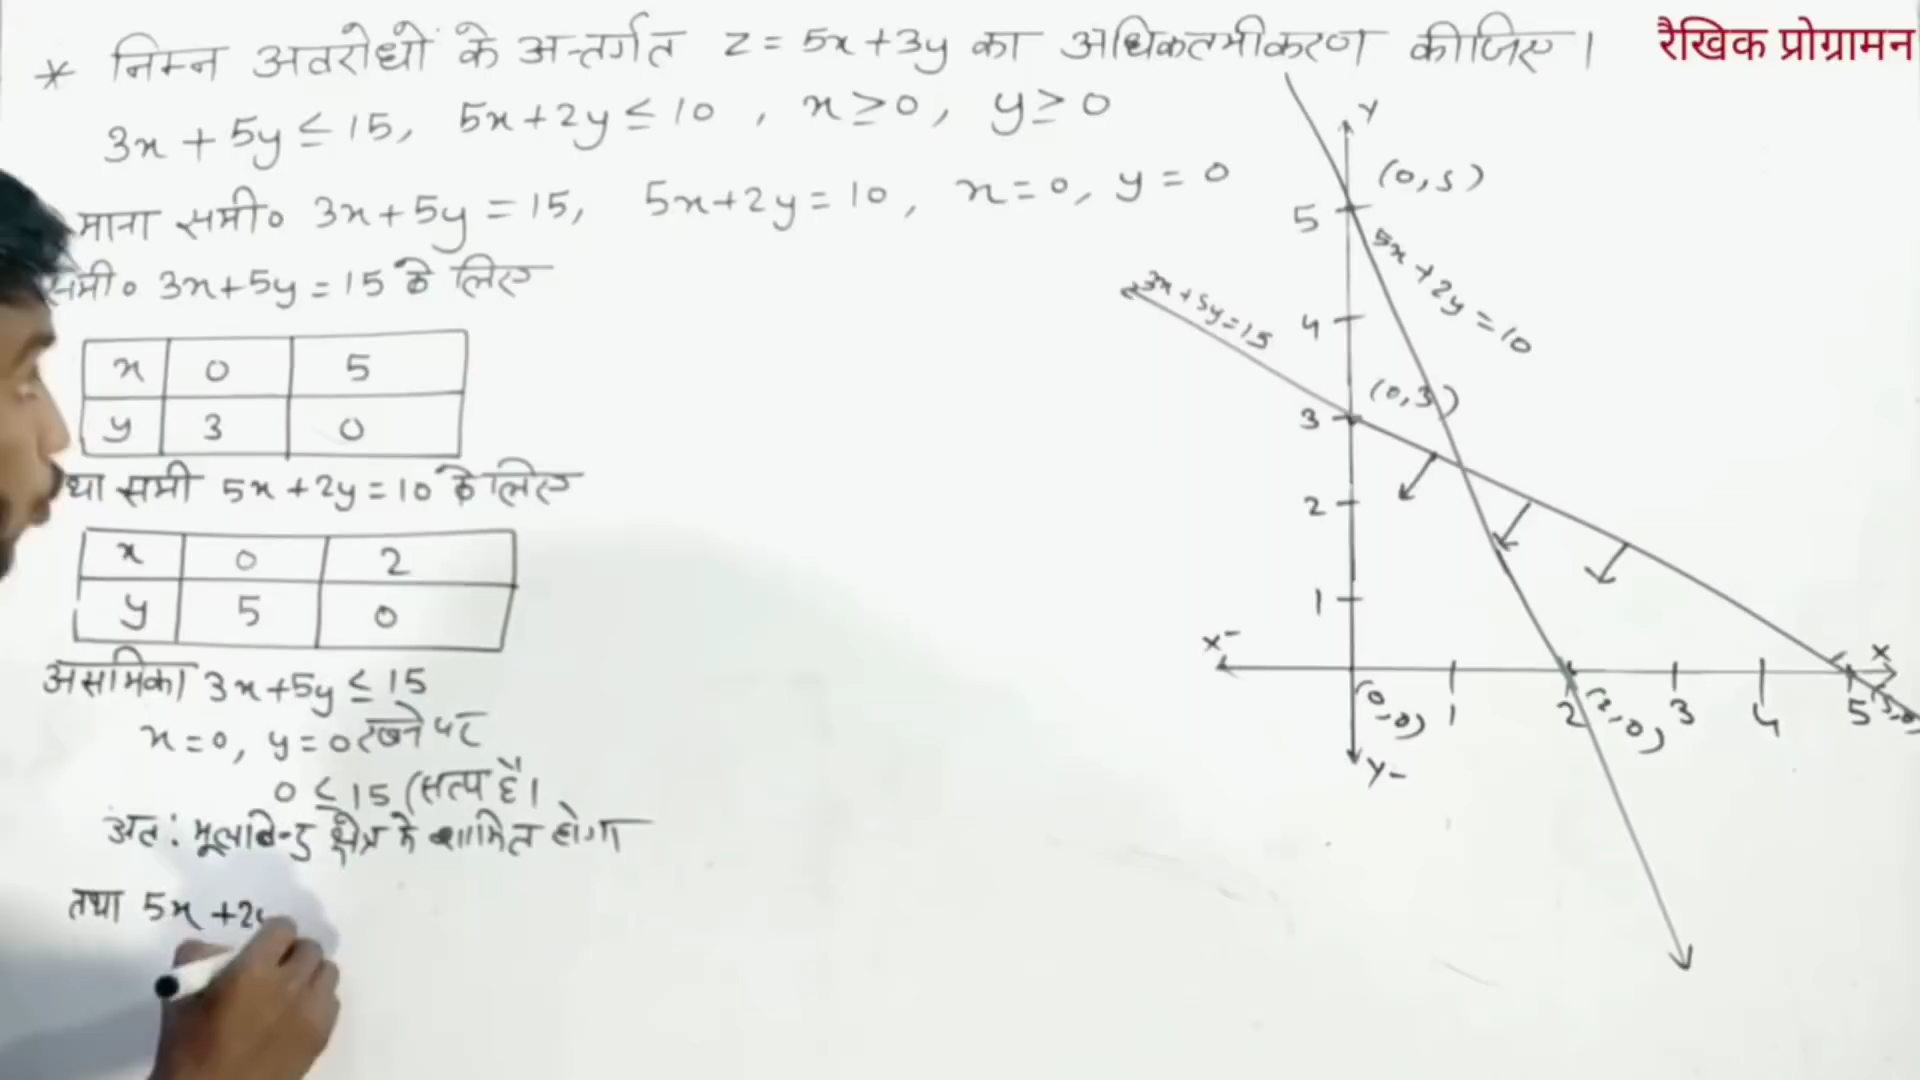 * निम्न अवरोधों के अन्तर्गत z = 5x+3y का अधिकतमीकरण कीजिए।
रैखिक प्रोग्रामन
3x + 5y ≤ 15, 5x+2y ≤ 10 , x ≥ 0, y ≥ 0
माना समी० 3x+5y = 15, 5x+2y = 10 , x = 0, y = 0
समी० 3x+5y = 15 के लिए
x 0 5
y 3 0
था समी 5x+2y = 10 के लिए
x 0 2
y 5 0
असमिका 3x+5y ≤ 15
x = 0, y = 0 रखने पर
0 ≤ 15 (सत्य है।
अतः मूलबिन्दु क्षेत्र मे शामिल होगा
तथा 5x +2
Y
(0,5)
5
5x+2y = 10
3x+5y=15
4
(0,3)
3
2
1
X-
X
(0,0)
1
2
(2,0)
3
4
5
(5,0)
Y-